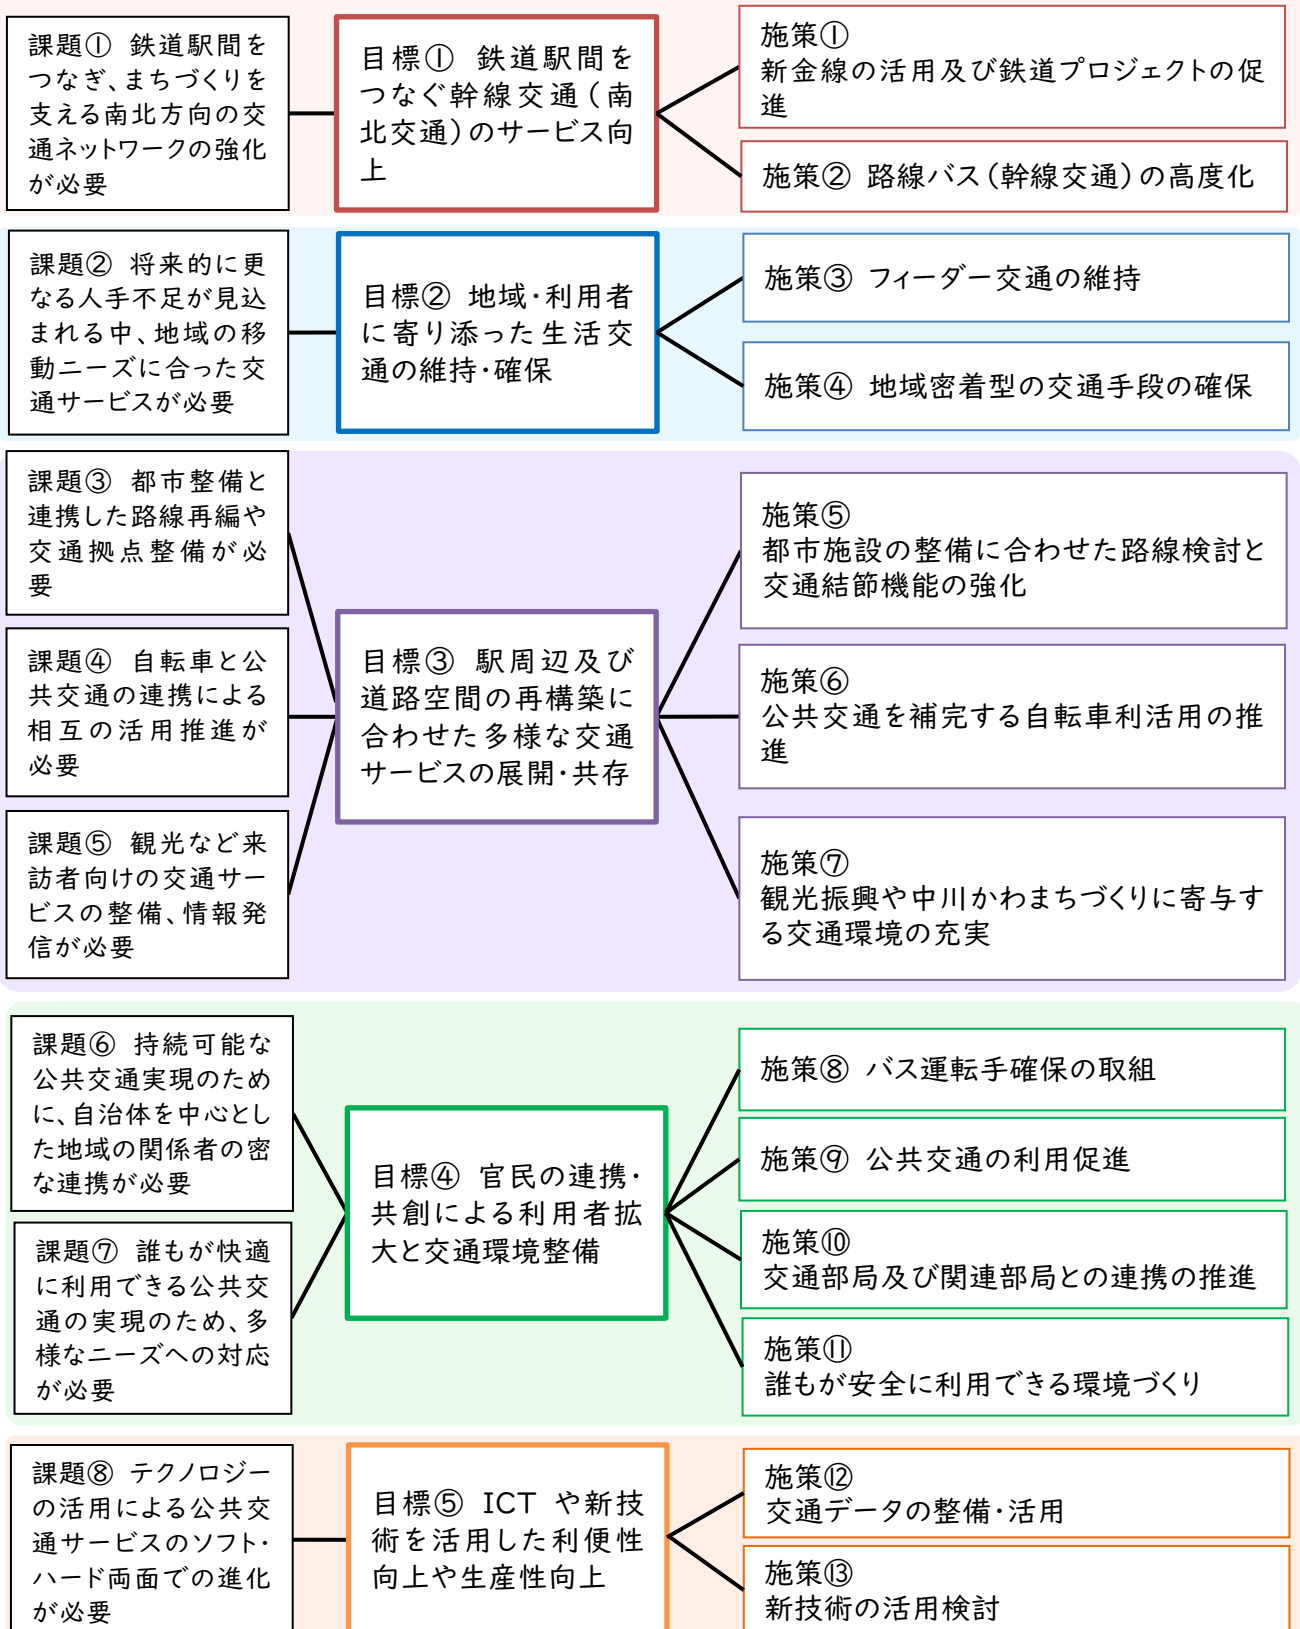 課題① 鉄道駅間を
つなぎ、まちづくりを
支える南北方向の交
通ネットワークの強化
が必要
目標① 鉄道駅間を
つなぐ幹線交通（南
北交通）のサービス向
上
施策①
新金線の活用及び鉄道プロジェクトの促
進
施策② 路線バス（幹線交通）の高度化
課題② 将来的に更
なる人手不足が見込
まれる中、地域の移
動ニーズに合った交
通サービスが必要
目標② 地域・利用者
に寄り添った生活交
通の維持・確保
施策③ フィーダー交通の維持
施策④ 地域密着型の交通手段の確保
課題③ 都市整備と
連携した路線再編や
交通拠点整備が必
要
課題④ 自転車と公
共交通の連携による
相互の活用推進が
必要
課題⑤ 観光など来
訪者向けの交通サー
ビスの整備、情報発
信が必要
目標③ 駅周辺及び
道路空間の再構築に
合わせた多様な交通
サービスの展開・共存
施策⑤
都市施設の整備に合わせた路線検討と
交通結節機能の強化
施策⑥
公共交通を補完する自転車利活用の推
進
施策⑦
観光振興や中川かわまちづくりに寄与す
る交通環境の充実
課題⑥ 持続可能な
公共交通実現のため
に、自治体を中心とし
た地域の関係者の密
な連携が必要
課題⑦ 誰もが快適
に利用できる公共交
通の実現のため、多
様なニーズへの対応
が必要
目標④ 官民の連携・
共創による利用者拡
大と交通環境整備
施策⑧ バス運転手確保の取組
施策⑨ 公共交通の利用促進
施策⑩
交通部局及び関連部局との連携の推進
施策⑪
誰もが安全に利用できる環境づくり
課題⑧ テクノロジー
の活用による公共交
通サービスのソフト・
ハード両面での進化
が必要
目標⑤ ICT や新技
術を活用した利便性
向上や生産性向上
施策⑫
交通データの整備・活用
施策⑬
新技術の活用検討